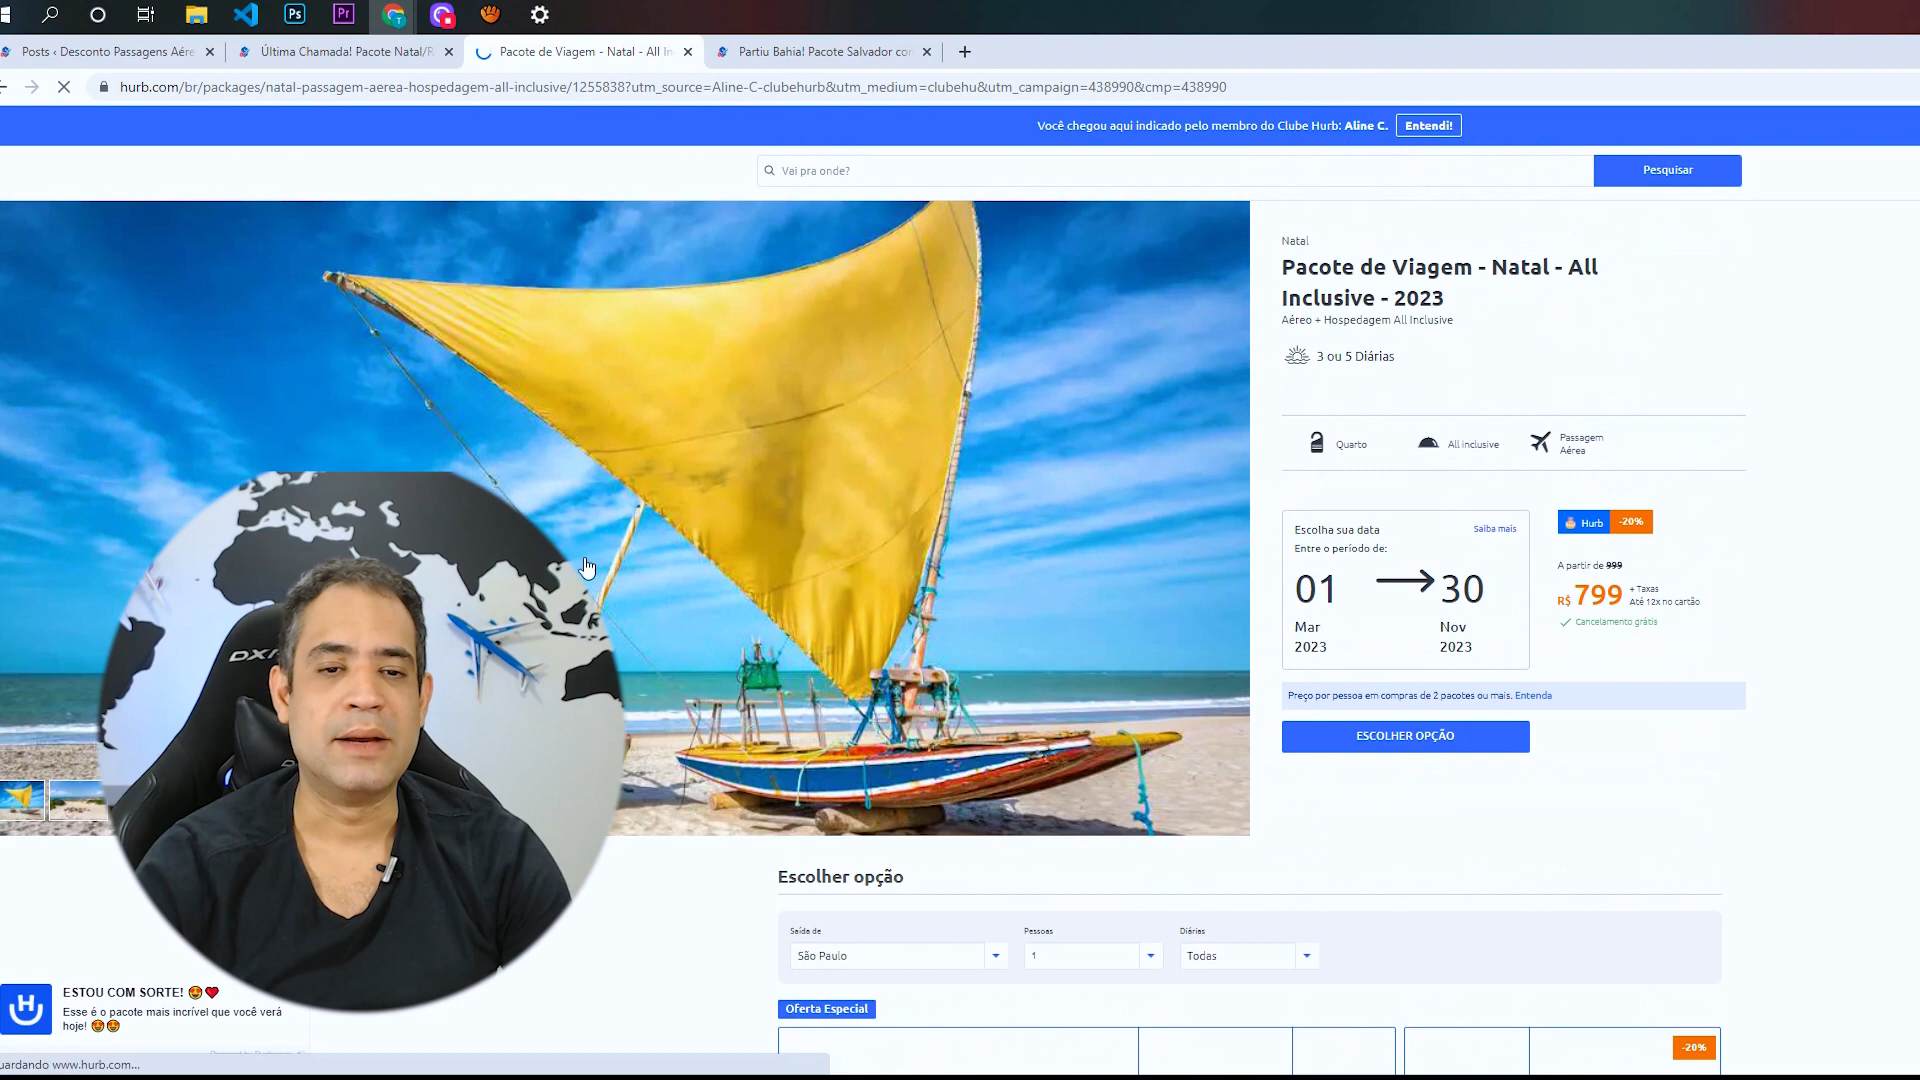 Ps
Pr
Posts ‹ Desconto Passagens Aére
Última Chamada! Pacote Natal/R
Pacote de Viagem - Natal - All In
Partiu Bahia! Pacote Salvador co
hurb.com/br/packages/natal-passagem-aerea-hospedagem-all-inclusive/1255838?utm_source=Aline-C-clubehurb&utm_medium=clubehu&utm_campaign=438990&cmp=438990
Você chegou aqui indicado pelo membro do Clube Hurb: Aline C. Entendi!
Vai pra onde?
Pesquisar
Natal
Pacote de Viagem - Natal - All
Inclusive - 2023
Aéreo + Hospedagem All Inclusive
3 ou 5 Diárias
Quarto
All inclusive
Passagem
Aérea
Escolha sua data
Saiba mais
Entre o período de:
01
30
Mar
2023
Nov
2023
Hurb -20%
A partir de 999
R$ 799
+ Taxas
Até 12x no cartão
Cancelamento grátis
Preço por pessoa em compras de 2 pacotes ou mais. Entenda
ESCOLHER OPÇÃO
Escolher opção
Saída de
São Paulo
Pessoas
1
Diárias
Todas
Oferta Especial
-20%
DX
ESTOU COM SORTE! 😍❤️
Esse é o pacote mais incrível que você verá
hoje! 😍😍
uardando www.hurb.com...